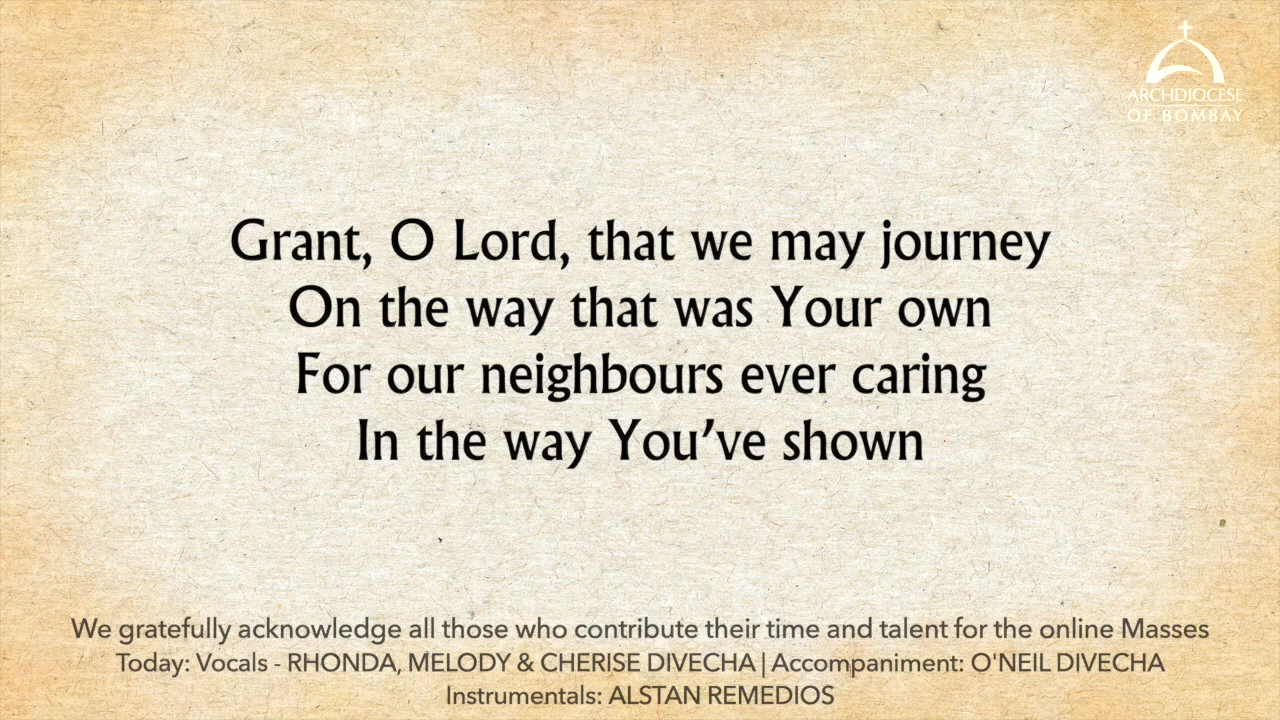 ARCHDIOCESE
OF BOMBAY
Grant, O Lord, that we may journey
On the way that was Your own
For our neighbours ever caring
In the way You’ve shown
We gratefully acknowledge all those who contribute their time and talent for the online Masses
Today: Vocals - RHONDA, MELODY & CHERISE DIVECHA | Accompaniment: O'NEIL DIVECHA
Instrumentals: ALSTAN REMEDIOS